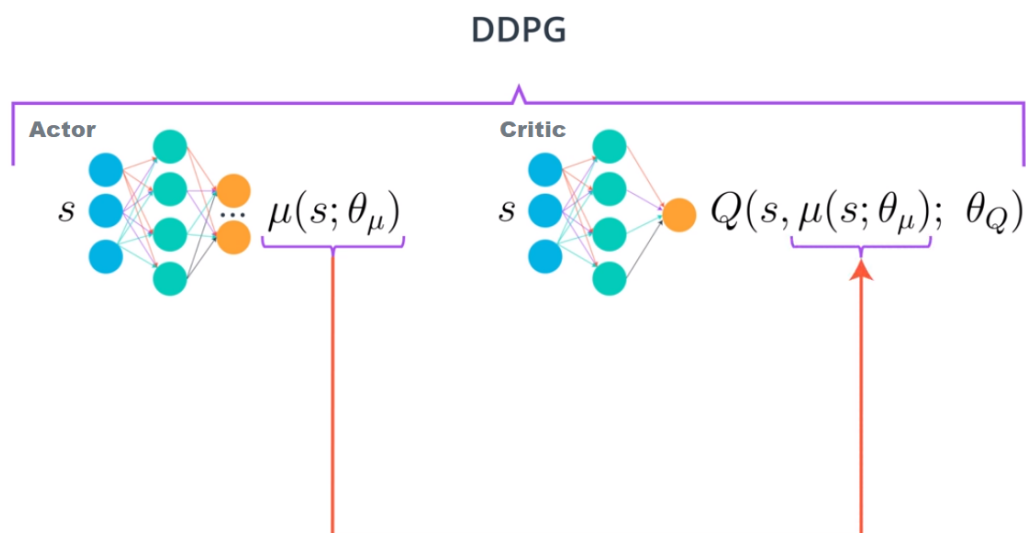 DDPG
Actor
Critic
s
… μ(s; θ_μ)
s
Q(s, μ(s; θ_μ); θ_Q)